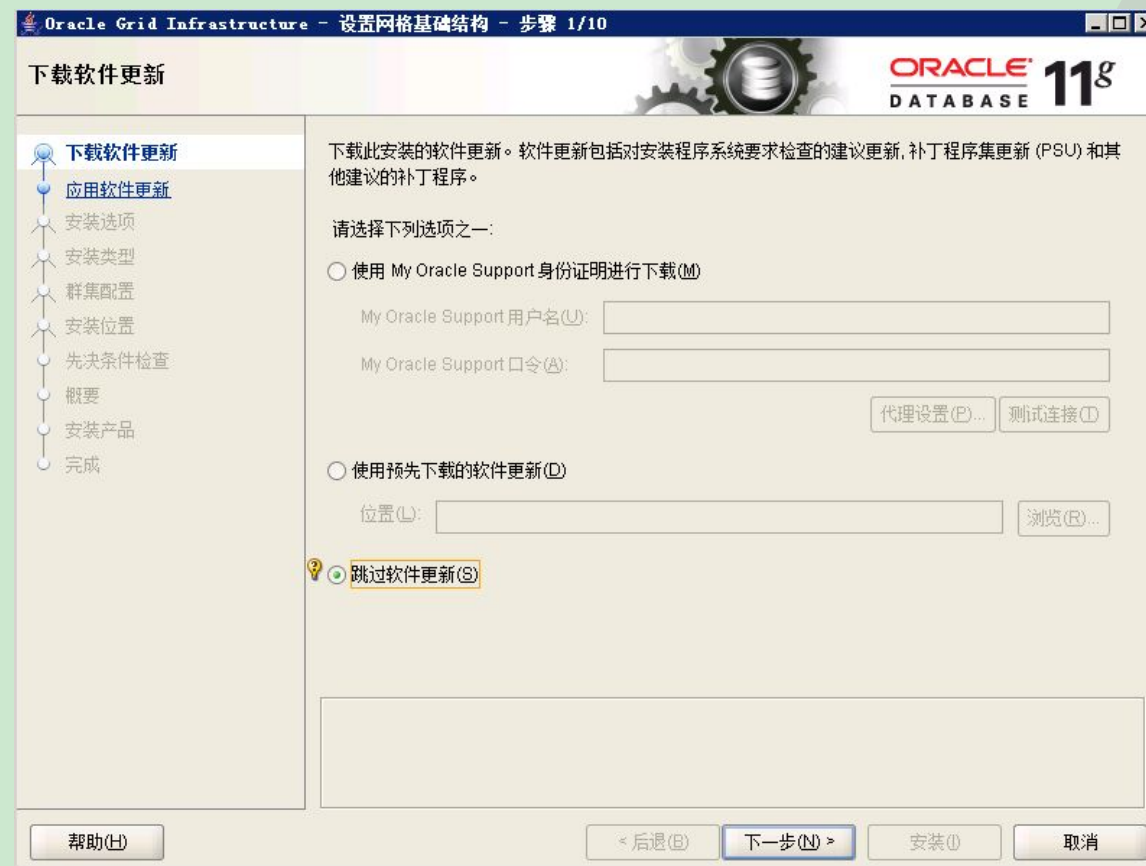 Oracle Grid Infrastructure - 设置网格基础结构 - 步骤 1/10
下载软件更新
ORACLE 11g
DATABASE
下载软件更新
应用软件更新
安装选项
安装类型
群集配置
安装位置
先决条件检查
概要
安装产品
完成
下载此安装的软件更新。软件更新包括对安装程序系统要求检查的建议更新, 补丁程序集更新 (PSU) 和其
他建议的补丁程序。
请选择下列选项之一:
使用 My Oracle Support 身份证明进行下载(M)
My Oracle Support 用户名(U):
My Oracle Support 口令(A):
代理设置(P)... 测试连接(T)
使用预先下载的软件更新(D)
位置(L): 浏览(R)...
跳过软件更新(S)
帮助(H) < 后退(B) 下一步(N) > 安装(I) 取消